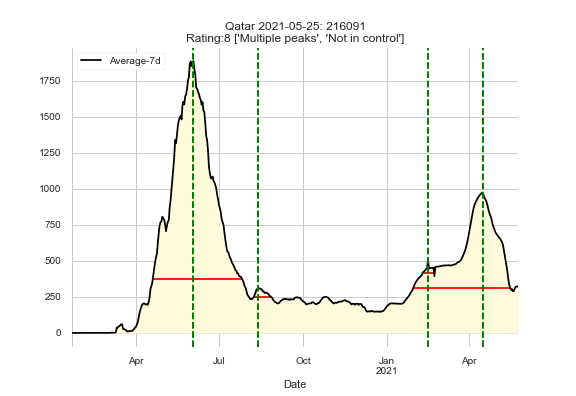 Qatar 2021-05-25: 216091
Rating:8 ['Multiple peaks', 'Not in control']
Average-7d
1750
1500
1250
1000
750
500
250
0
Apr
Jul
Oct
Jan
2021
Apr
Date